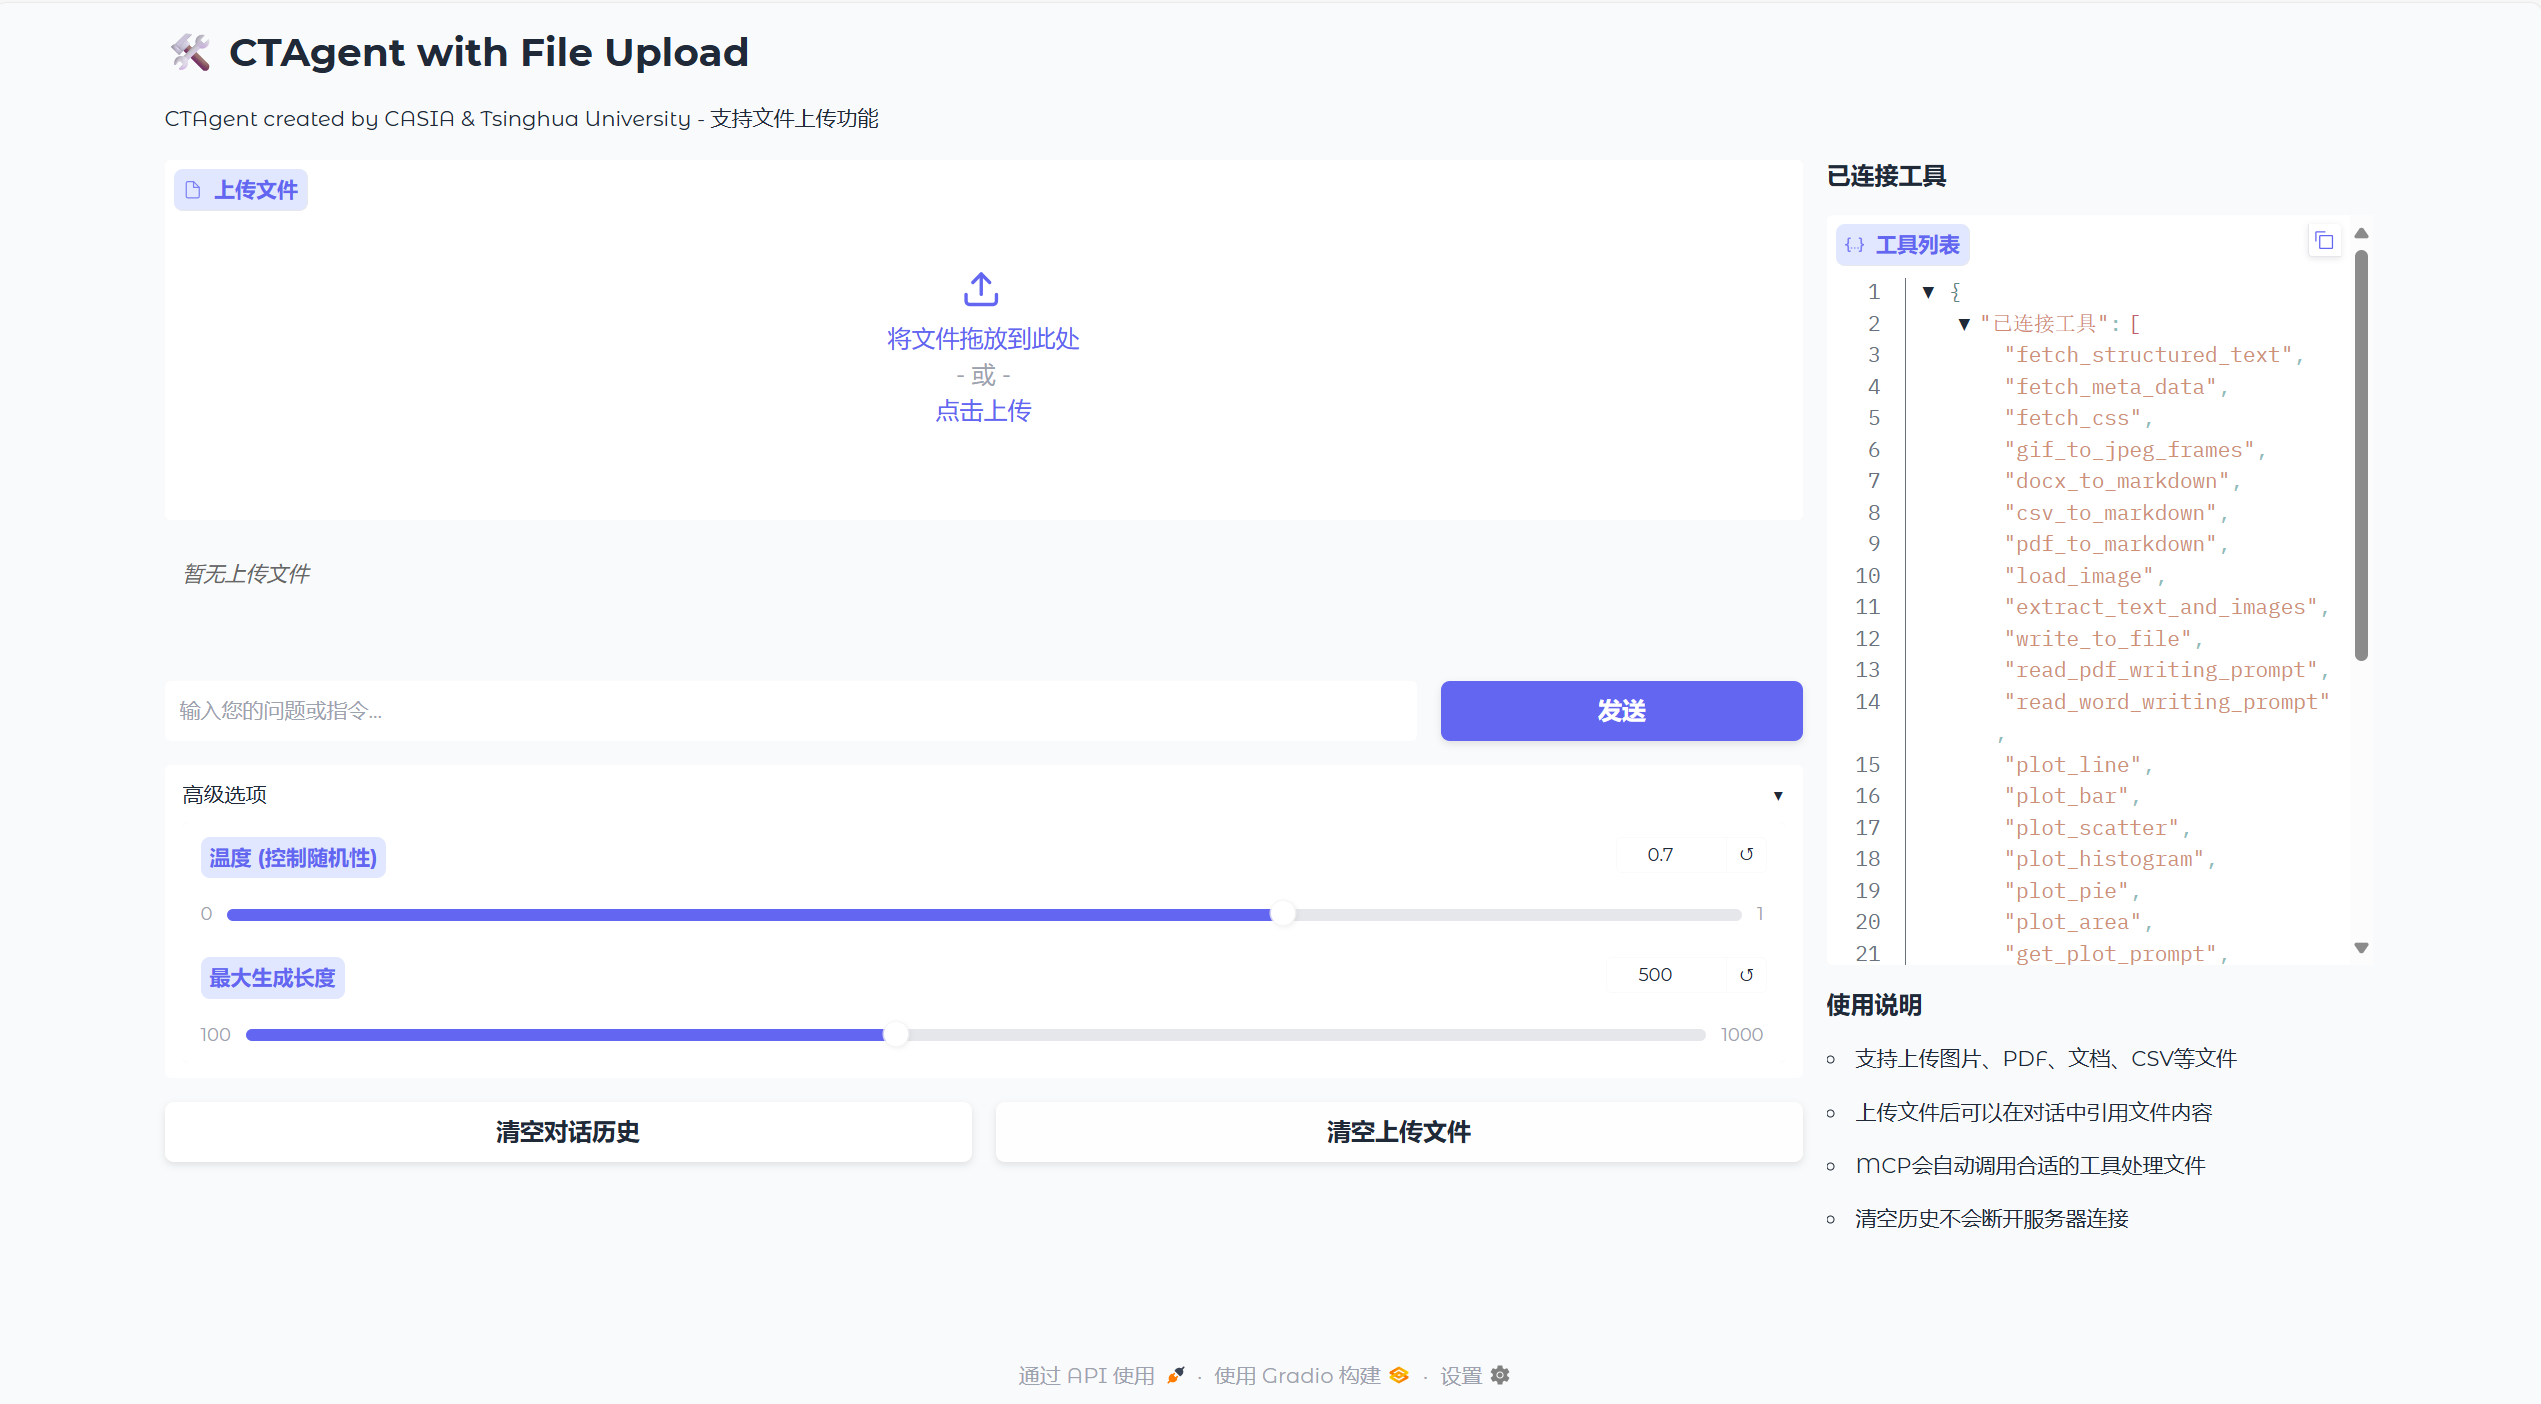 🛠️ CTAgent with File Upload
CTAgent created by CASIA & Tsinghua University - 支持文件上传功能
上传文件
将文件拖放到此处
- 或 -
点击上传
暂无上传文件
输入您的问题或指令...
发送
高级选项 ▼
温度 (控制随机性)
0.7 ↺
0 1
最大生成长度
500 ↺
100 1000
清空对话历史
清空上传文件
已连接工具
{..} 工具列表
1 ▼ {
2 ▼ "已连接工具": [
3 "fetch_structured_text",
4 "fetch_meta_data",
5 "fetch_css",
6 "gif_to_jpeg_frames",
7 "docx_to_markdown",
8 "csv_to_markdown",
9 "pdf_to_markdown",
10 "load_image",
11 "extract_text_and_images",
12 "write_to_file",
13 "read_pdf_writing_prompt",
14 "read_word_writing_prompt"
,
15 "plot_line",
16 "plot_bar",
17 "plot_scatter",
18 "plot_histogram",
19 "plot_pie",
20 "plot_area",
21 "get_plot_prompt",
使用说明
◦ 支持上传图片、PDF、文档、CSV等文件
◦ 上传文件后可以在对话中引用文件内容
◦ MCP会自动调用合适的工具处理文件
◦ 清空历史不会断开服务器连接
通过 API 使用 · 使用 Gradio 构建 · 设置